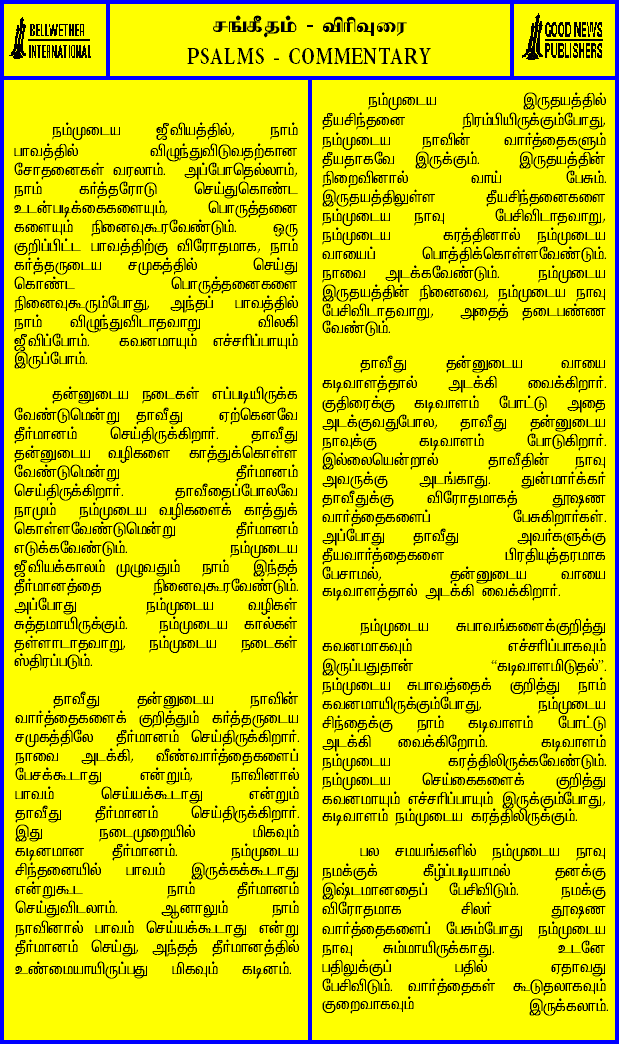 BELLWETHER
INTERNATIONAL
சங்கீதம் - விரிவுரை
PSALMS - COMMENTARY
GOOD NEWS
PUBLISHERS
நம்முடைய ஜீவியத்தில், நாம்
பாவத்தில் விழுந்துவிடுவதற்கான
சோதனைகள் வரலாம். அப்போதெல்லாம்,
நாம் கர்த்தரோடு செய்துகொண்ட
உடன்படிக்கைகளையும், பொருத்தனை
களையும் நினைவுகூரவேண்டும். ஒரு
குறிப்பிட்ட பாவத்திற்கு விரோதமாக, நாம்
கர்த்தருடைய சமுகத்தில் செய்து
கொண்ட பொருத்தனைகளை
நினைவுகூரும்போது, அந்தப் பாவத்தில்
நாம் விழுந்துவிடாதவாறு விலகி
ஜீவிப்போம். கவனமாயும் எச்சரிப்பாயும்
இருப்போம்.
தன்னுடைய நடைகள் எப்படியிருக்க
வேண்டுமென்று தாவீது ஏற்கெனவே
தீர்மானம் செய்திருக்கிறார். தாவீது
தன்னுடைய வழிகளை காத்துக்கொள்ள
வேண்டுமென்று தீர்மானம்
செய்திருக்கிறார். தாவீதைப்போலவே
நாமும் நம்முடைய வழிகளைக் காத்துக்
கொள்ளவேண்டுமென்று தீர்மானம்
எடுக்கவேண்டும். நம்முடைய
ஜீவியக்காலம் முழுவதும் நாம் இந்தத்
தீர்மானத்தை நினைவுகூரவேண்டும்.
அப்போது நம்முடைய வழிகள்
சுத்தமாயிருக்கும். நம்முடைய கால்கள்
தள்ளாடாதவாறு, நம்முடைய நடைகள்
ஸ்திரப்படும்.
தாவீது தன்னுடைய நாவின்
வார்த்தைகளைக் குறித்தும் கர்த்தருடைய
சமுகத்திலே தீர்மானம் செய்திருக்கிறார்.
நாவை அடக்கி, வீண்வார்த்தைகளைப்
பேசக்கூடாது என்றும், நாவினால்
பாவம் செய்யக்கூடாது என்றும்
தாவீது தீர்மானம் செய்திருக்கிறார்.
இது நடைமுறையில் மிகவும்
கடினமான தீர்மானம். நம்முடைய
சிந்தனையில் பாவம் இருக்கக்கூடாது
என்றுகூட நாம் தீர்மானம்
செய்துவிடலாம். ஆனாலும் நாம்
நாவினால் பாவம் செய்யக்கூடாது என்று
தீர்மானம் செய்து, அந்தத் தீர்மானத்தில்
உண்மையாயிருப்பது மிகவும் கடினம்.
நம்முடைய இருதயத்தில்
தீயசிந்தனை நிரம்பியிருக்கும்போது,
நம்முடைய நாவின் வார்த்தைகளும்
தீயதாகவே இருக்கும். இருதயத்தின்
நிறைவினால் வாய் பேசும்.
இருதயத்திலுள்ள தீயசிந்தனைகளை
நம்முடைய நாவு பேசிவிடாதவாறு,
நம்முடைய கரத்தினால் நம்முடைய
வாயைப் பொத்திக்கொள்ளவேண்டும்.
நாவை அடக்கவேண்டும். நம்முடைய
இருதயத்தின் நினைவை, நம்முடைய நாவு
பேசிவிடாதவாறு, அதைத் தடைபண்ண
வேண்டும்.
தாவீது தன்னுடைய வாயை
கடிவாளத்தால் அடக்கி வைக்கிறார்.
குதிரைக்கு கடிவாளம் போட்டு அதை
அடக்குவதுபோல, தாவீது தன்னுடைய
நாவுக்கு கடிவாளம் போடுகிறார்.
இல்லையென்றால் தாவீதின் நாவு
அவருக்கு அடங்காது. துன்மார்க்கர்
தாவீதுக்கு விரோதமாகத் தூஷண
வார்த்தைகளைப் பேசுகிறார்கள்.
அப்போது தாவீது அவர்களுக்கு
தீயவார்த்தைகளை பிரதியுத்தரமாக
பேசாமல், தன்னுடைய வாயை
கடிவாளத்தால் அடக்கி வைக்கிறார்.
நம்முடைய சுபாவங்களைக்குறித்து
கவனமாகவும் எச்சரிப்பாகவும்
இருப்பதுதான் “கடிவாளமிடுதல்”.
நம்முடைய சுபாவத்தைக் குறித்து நாம்
கவனமாயிருக்கும்போது, நம்முடைய
சிந்தைக்கு நாம் கடிவாளம் போட்டு
அடக்கி வைக்கிறோம். கடிவாளம்
நம்முடைய கரத்திலிருக்கவேண்டும்.
நம்முடைய செய்கைகளைக் குறித்து
கவனமாயும் எச்சரிப்பாயும் இருக்கும்போது,
கடிவாளம் நம்முடைய கரத்திலிருக்கும்.
பல சமயங்களில் நம்முடைய நாவு
நமக்குக் கீழ்ப்படியாமல் தனக்கு
இஷ்டமானதைப் பேசிவிடும். நமக்கு
விரோதமாக சிலர் தூஷண
வார்த்தைகளைப் பேசும்போது நம்முடைய
நாவு சும்மாயிருக்காது. உடனே
பதிலுக்குப் பதில் ஏதாவது
பேசிவிடும். வார்த்தைகள் கூடுதலாகவும்
குறைவாகவும் இருக்கலாம்.